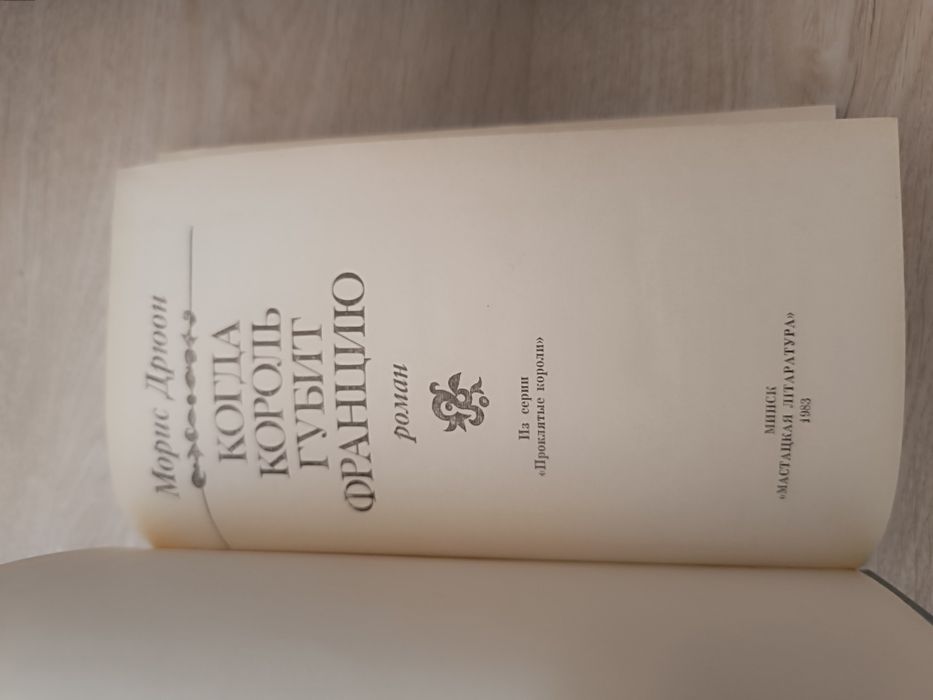 Морис Дрюон
КОГДА
КОРОЛЬ
ГУБИТ
ФРАНЦИЮ
роман
Из серии
«Проклятые короли»
МИНСК
«МАСТАЦКАЯ ЛІТАРАТУРА»
1983